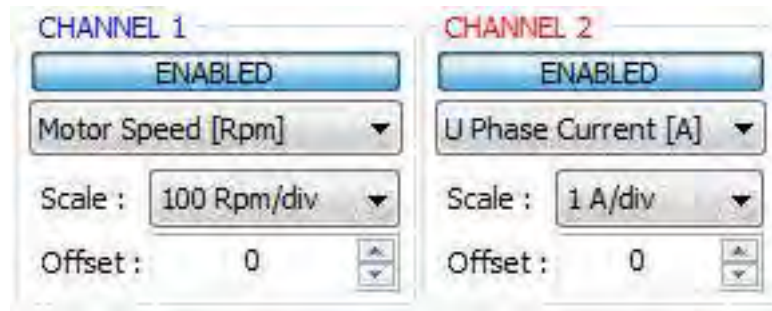 CHANNEL 1
ENABLED
Motor Speed [Rpm]
Scale : 100 Rpm/div
Offset : 0
CHANNEL 2
ENABLED
U Phase Current [A]
Scale : 1 A/div
Offset : 0